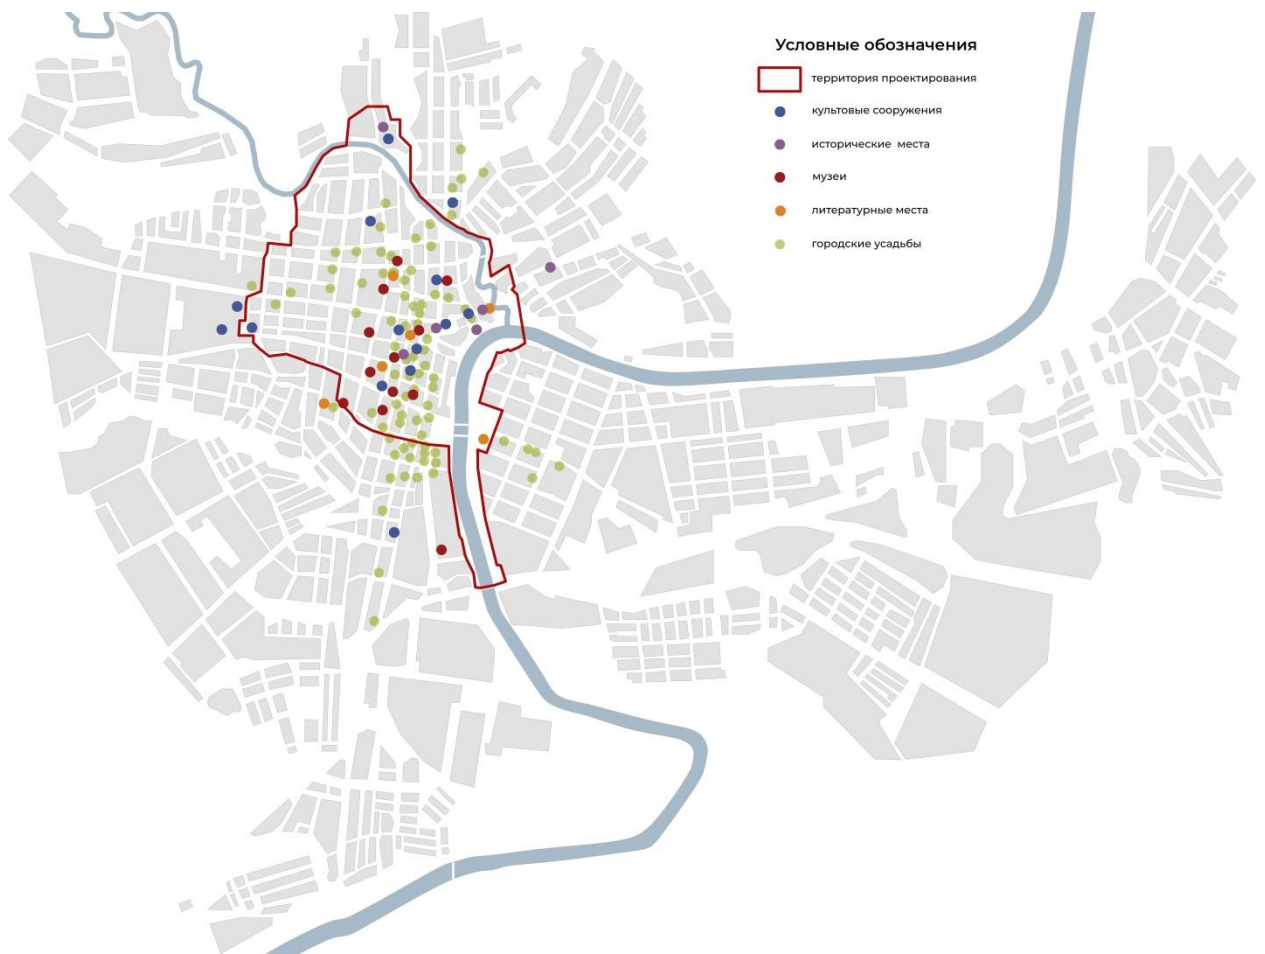 Условные обозначения
территория проектирования
культовые сооружения
исторические места
музеи
литературные места
городские усадьбы